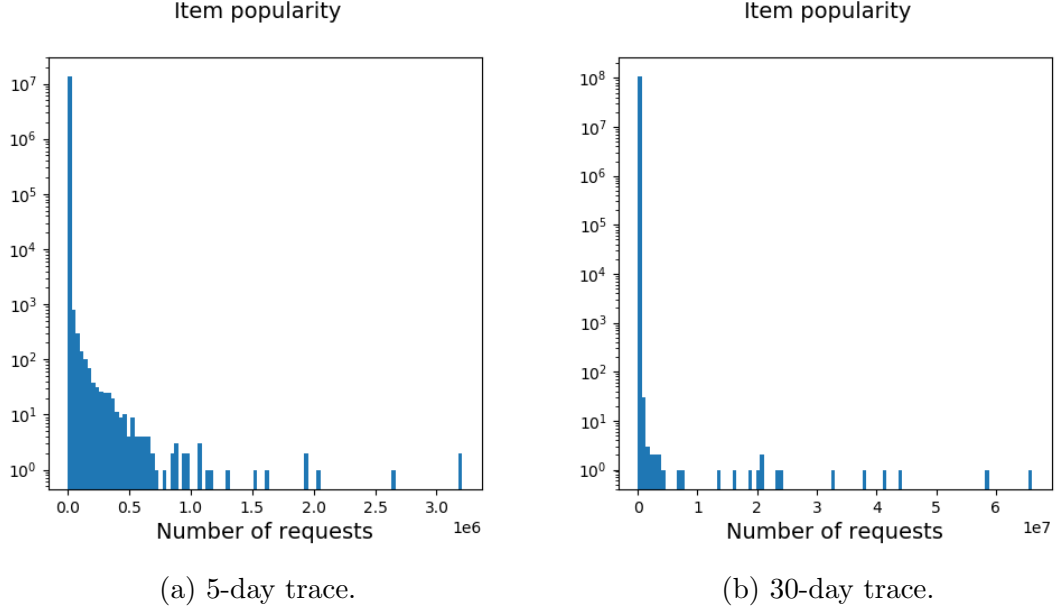 Item popularity
10^7
10^6
10^5
10^4
10^3
10^2
10^1
10^0
0.0 0.5 1.0 1.5 2.0 2.5 3.0
1e6
Number of requests
(a) 5-day trace.
Item popularity
10^8
10^7
10^6
10^5
10^4
10^3
10^2
10^1
10^0
0 1 2 3 4 5 6
1e7
Number of requests
(b) 30-day trace.